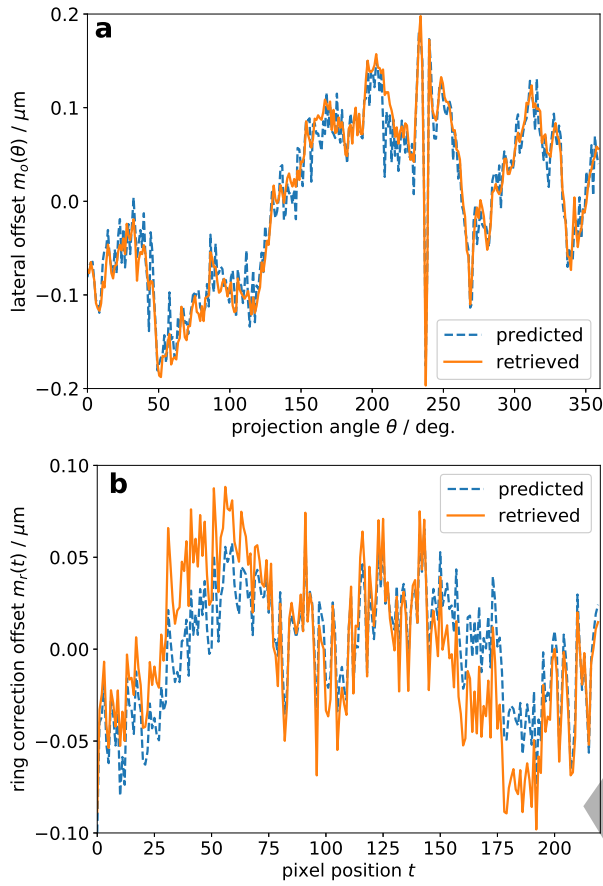 a
0.2
0.1
0.0
−0.1
−0.2
lateral offset mo(θ) / μm
predicted
retrieved
0 50 100 150 200 250 300 350
projection angle θ / deg.
b
0.10
0.05
0.00
−0.05
−0.10
ring correction offset mr(t) / μm
predicted
retrieved
0 25 50 75 100 125 150 175 200
pixel position t